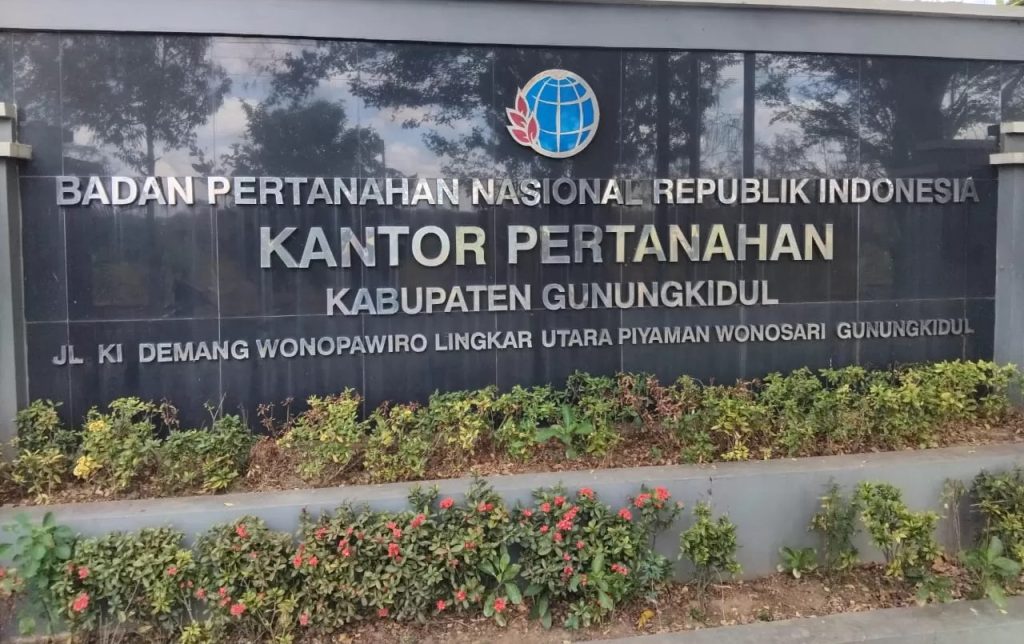 BADAN PERTANAHAN NASIONAL REPUBLIK INDONESIA
KANTOR PERTANAHAN
KABUPATEN GUNUNGKIDUL
JL KI DEMANG WONOPAWIRO LINGKAR UTARA PIYAMAN WONOSARI GUNUNGKIDUL